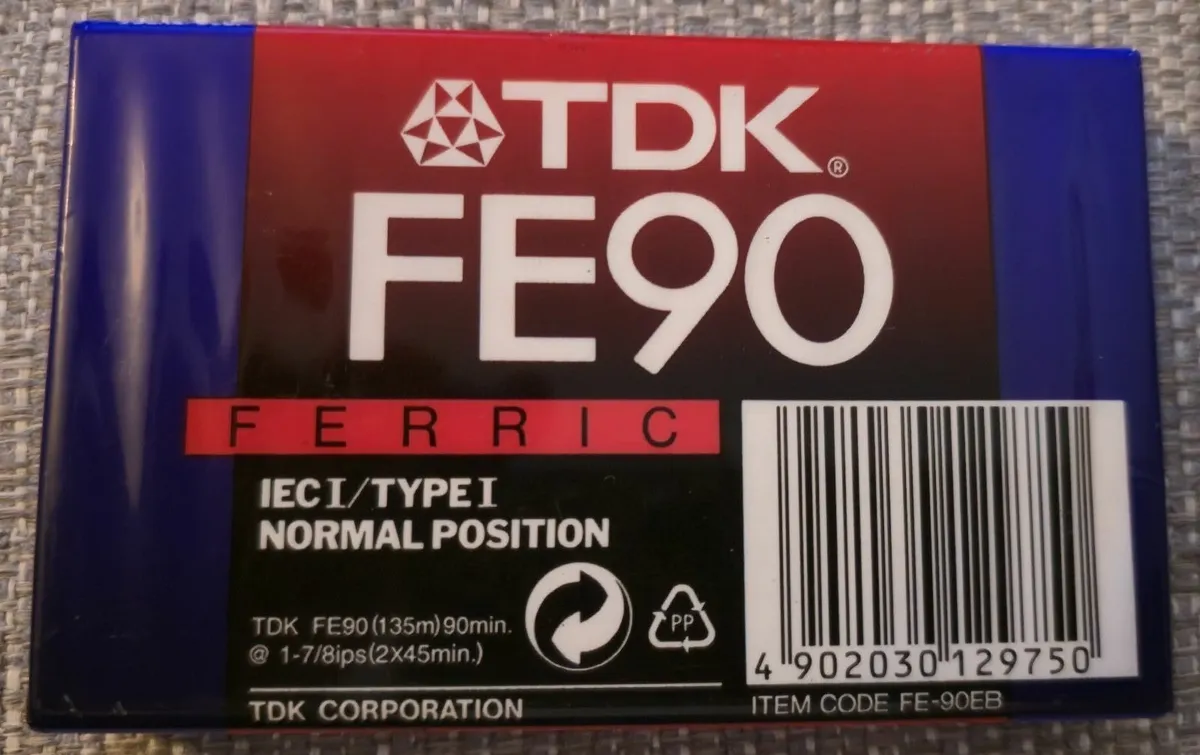 TDK®
FE90
FERRIC
IEC I/TYPE I
NORMAL POSITION
TDK FE90(135m)90min.
@ 1-7/8ips(2X45min.)
PP
4 902030 129750
TDK CORPORATION
ITEM CODE FE-90EB